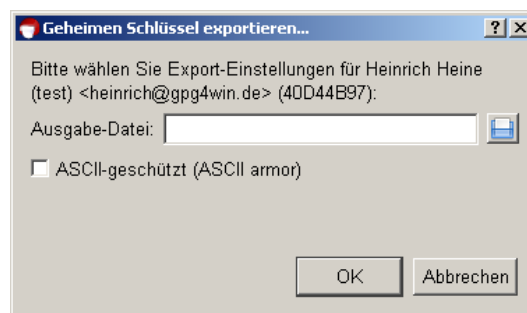 Geheimen Schlüssel exportieren...
Bitte wählen Sie Export-Einstellungen für Heinrich Heine
(test) <heinrich@gpg4win.de> (40D44B97):
Ausgabe-Datei:
ASCII-geschützt (ASCII armor)
OK Abbrechen